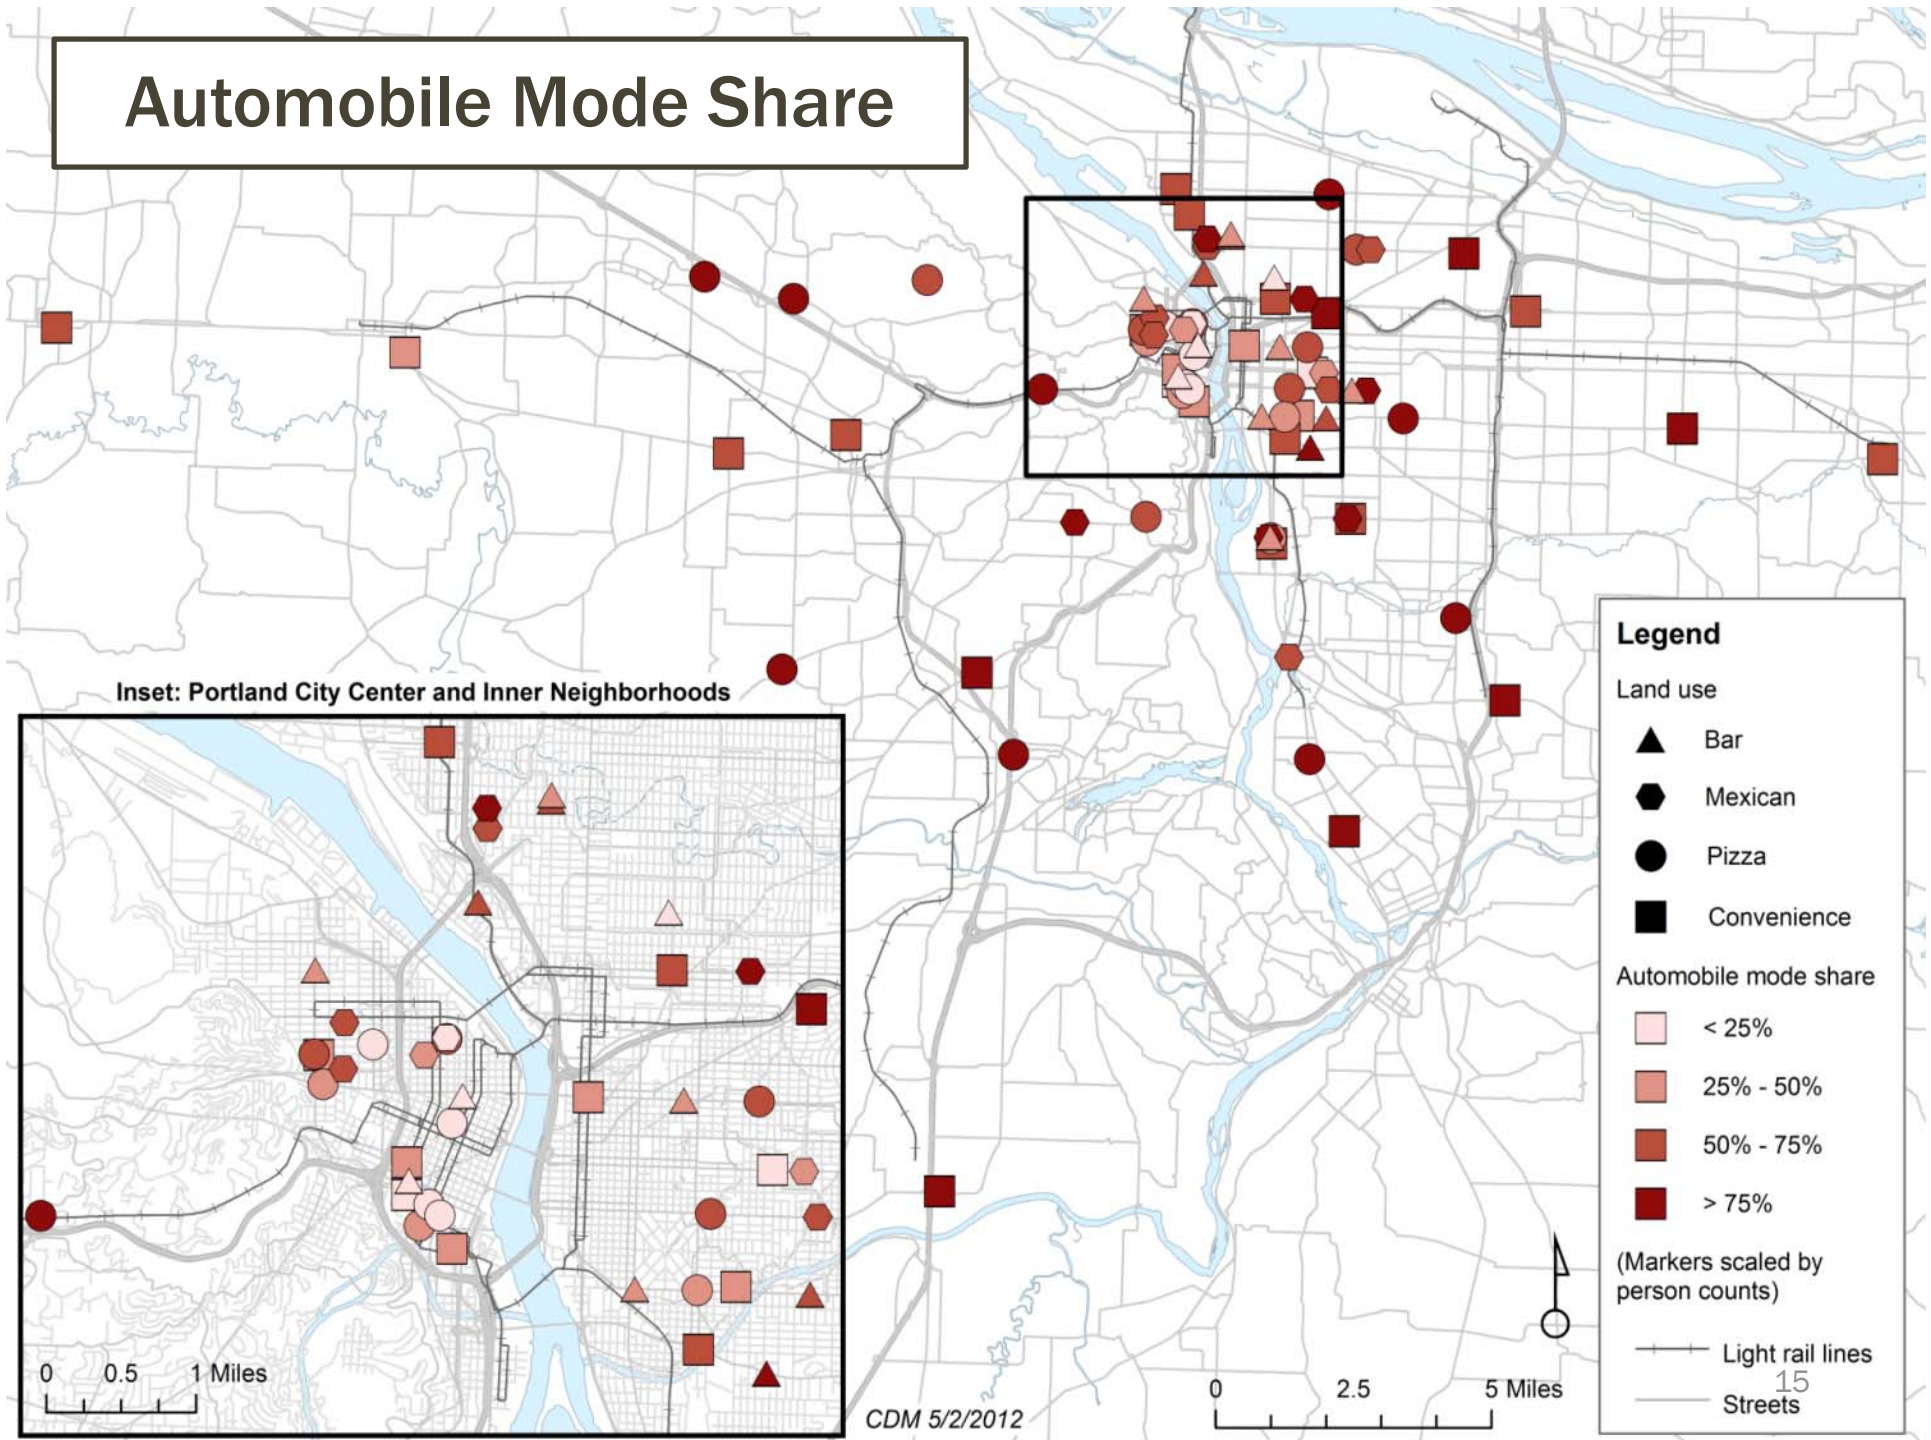 Automobile Mode Share
Inset: Portland City Center and Inner Neighborhoods
0 0.5 1 Miles
CDM 5/2/2012
0 2.5 5 Miles
Legend
Land use
Bar
Mexican
Pizza
Convenience
Automobile mode share
< 25%
25% - 50%
50% - 75%
> 75%
(Markers scaled by
person counts)
Light rail lines
15
Streets